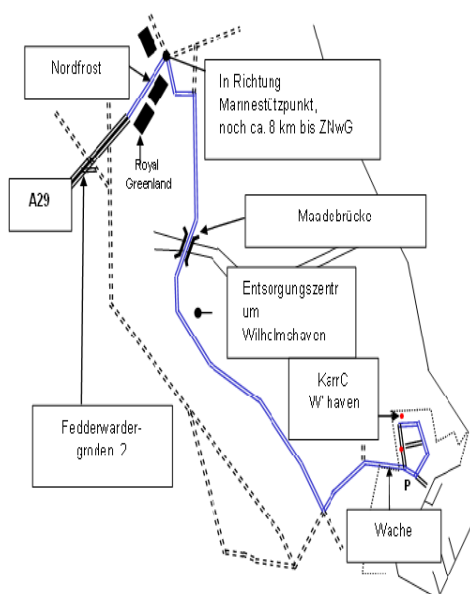 Nordfrost
In Richtung
Marinestützpunkt,
noch ca. 8 km bis ZNwG
Royal
Greenland
A29
Maadebrücke
Entsorgungszentr
um
Wilhelmshaven
KarrC
W'haven
Fedderwarder-
groden 2
P
Wache